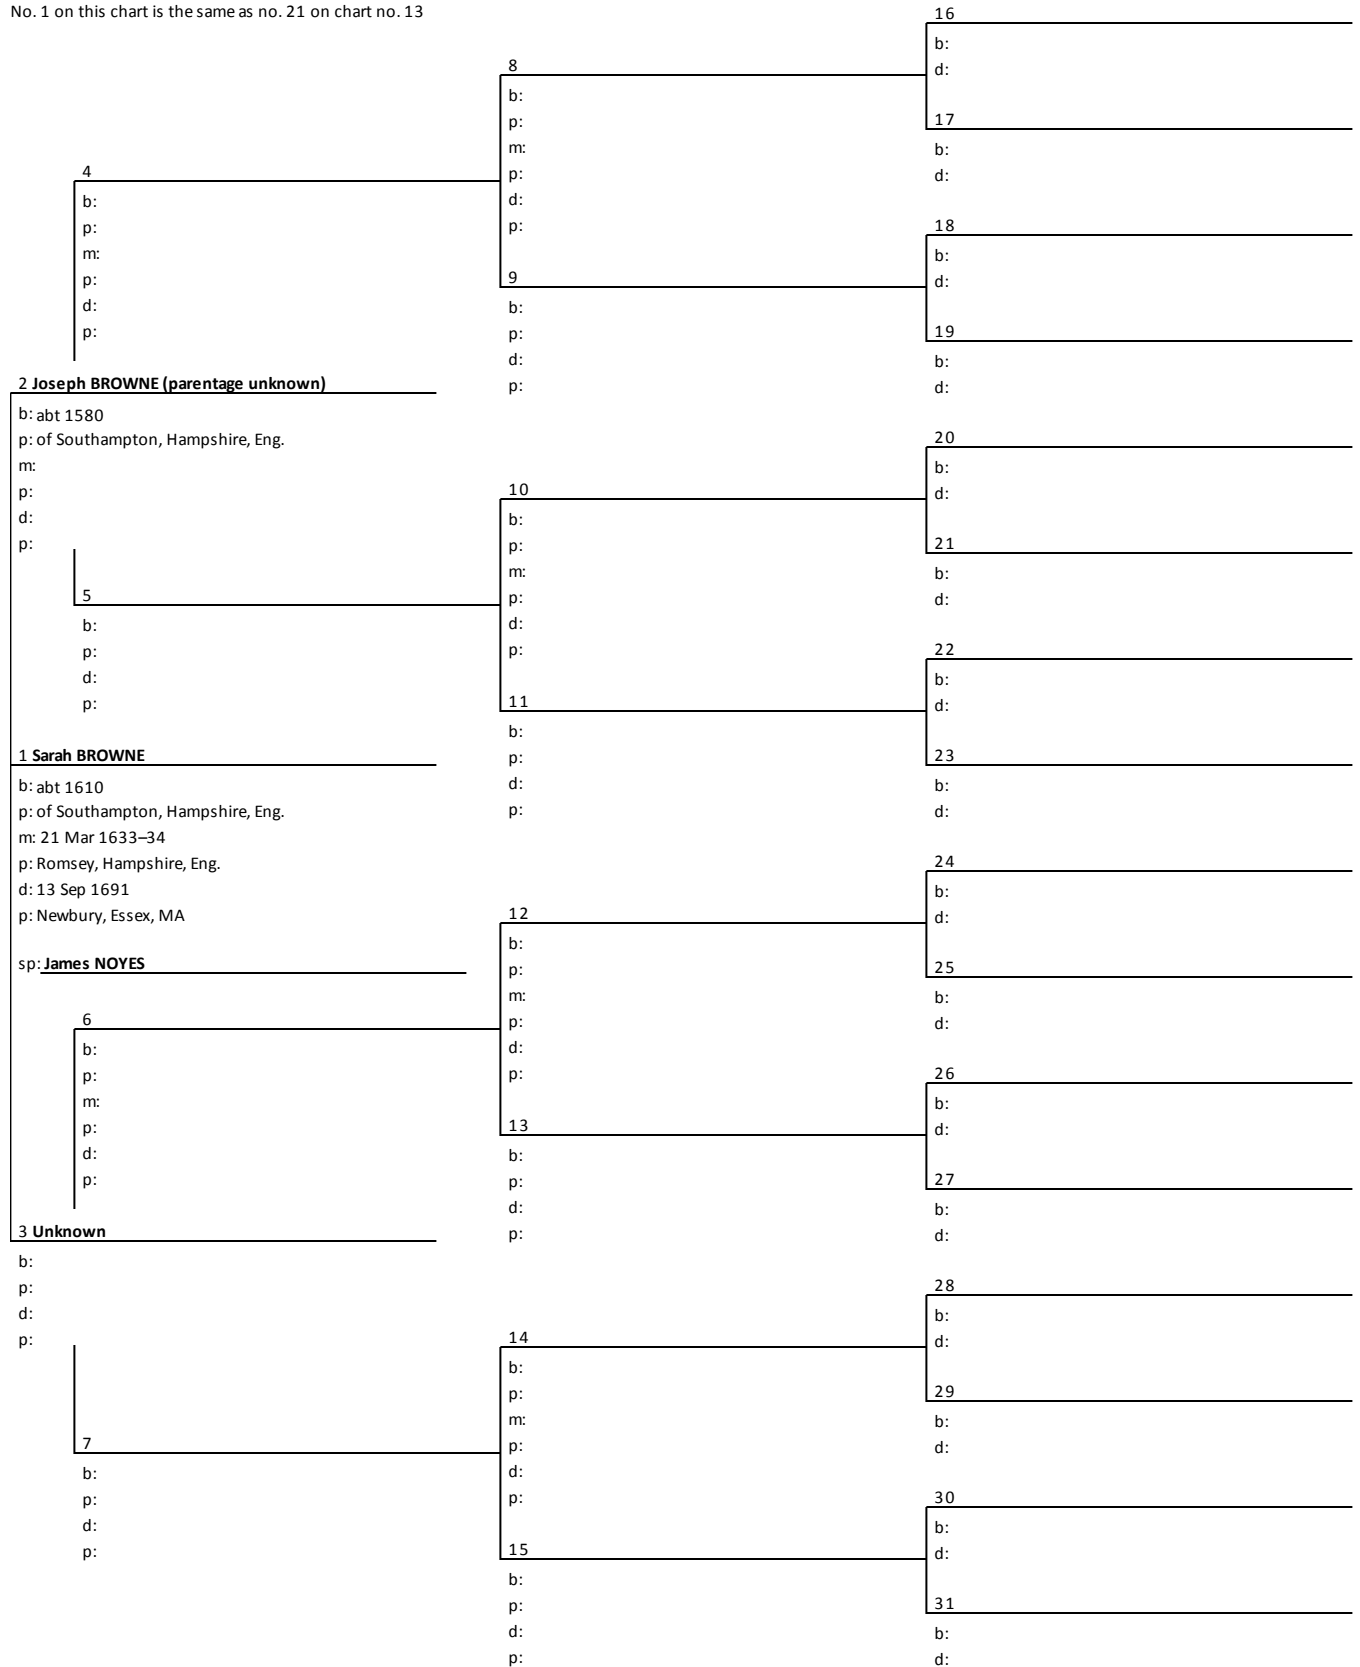 No. 1 on this chart is the same as no. 21 on chart no. 13
4
b:
p:
m:
p:
d:
p:
2 Joseph BROWNE (parentage unknown)
b: abt 1580
p: of Southampton, Hampshire, Eng.
m:
p:
d:
p:
5
b:
p:
d:
p:
1 Sarah BROWNE
b: abt 1610
p: of Southampton, Hampshire, Eng.
m: 21 Mar 1633–34
p: Romsey, Hampshire, Eng.
d: 13 Sep 1691
p: Newbury, Essex, MA
sp: James NOYES
6
b:
p:
m:
p:
d:
p:
3 Unknown
b:
p:
d:
p:
7
b:
p:
d:
p:
8
b:
p:
m:
p:
d:
p:
9
b:
p:
d:
p:
10
b:
p:
m:
p:
d:
p:
11
b:
p:
d:
p:
12
b:
p:
m:
p:
d:
p:
13
b:
p:
d:
p:
14
b:
p:
m:
p:
d:
p:
15
b:
p:
d:
p:
16
b:
d:
17
b:
d:
18
b:
d:
19
b:
d:
20
b:
d:
21
b:
d:
22
b:
d:
23
b:
d:
24
b:
d:
25
b:
d:
26
b:
d:
27
b:
d:
28
b:
d:
29
b:
d:
30
b:
d:
31
b:
d: